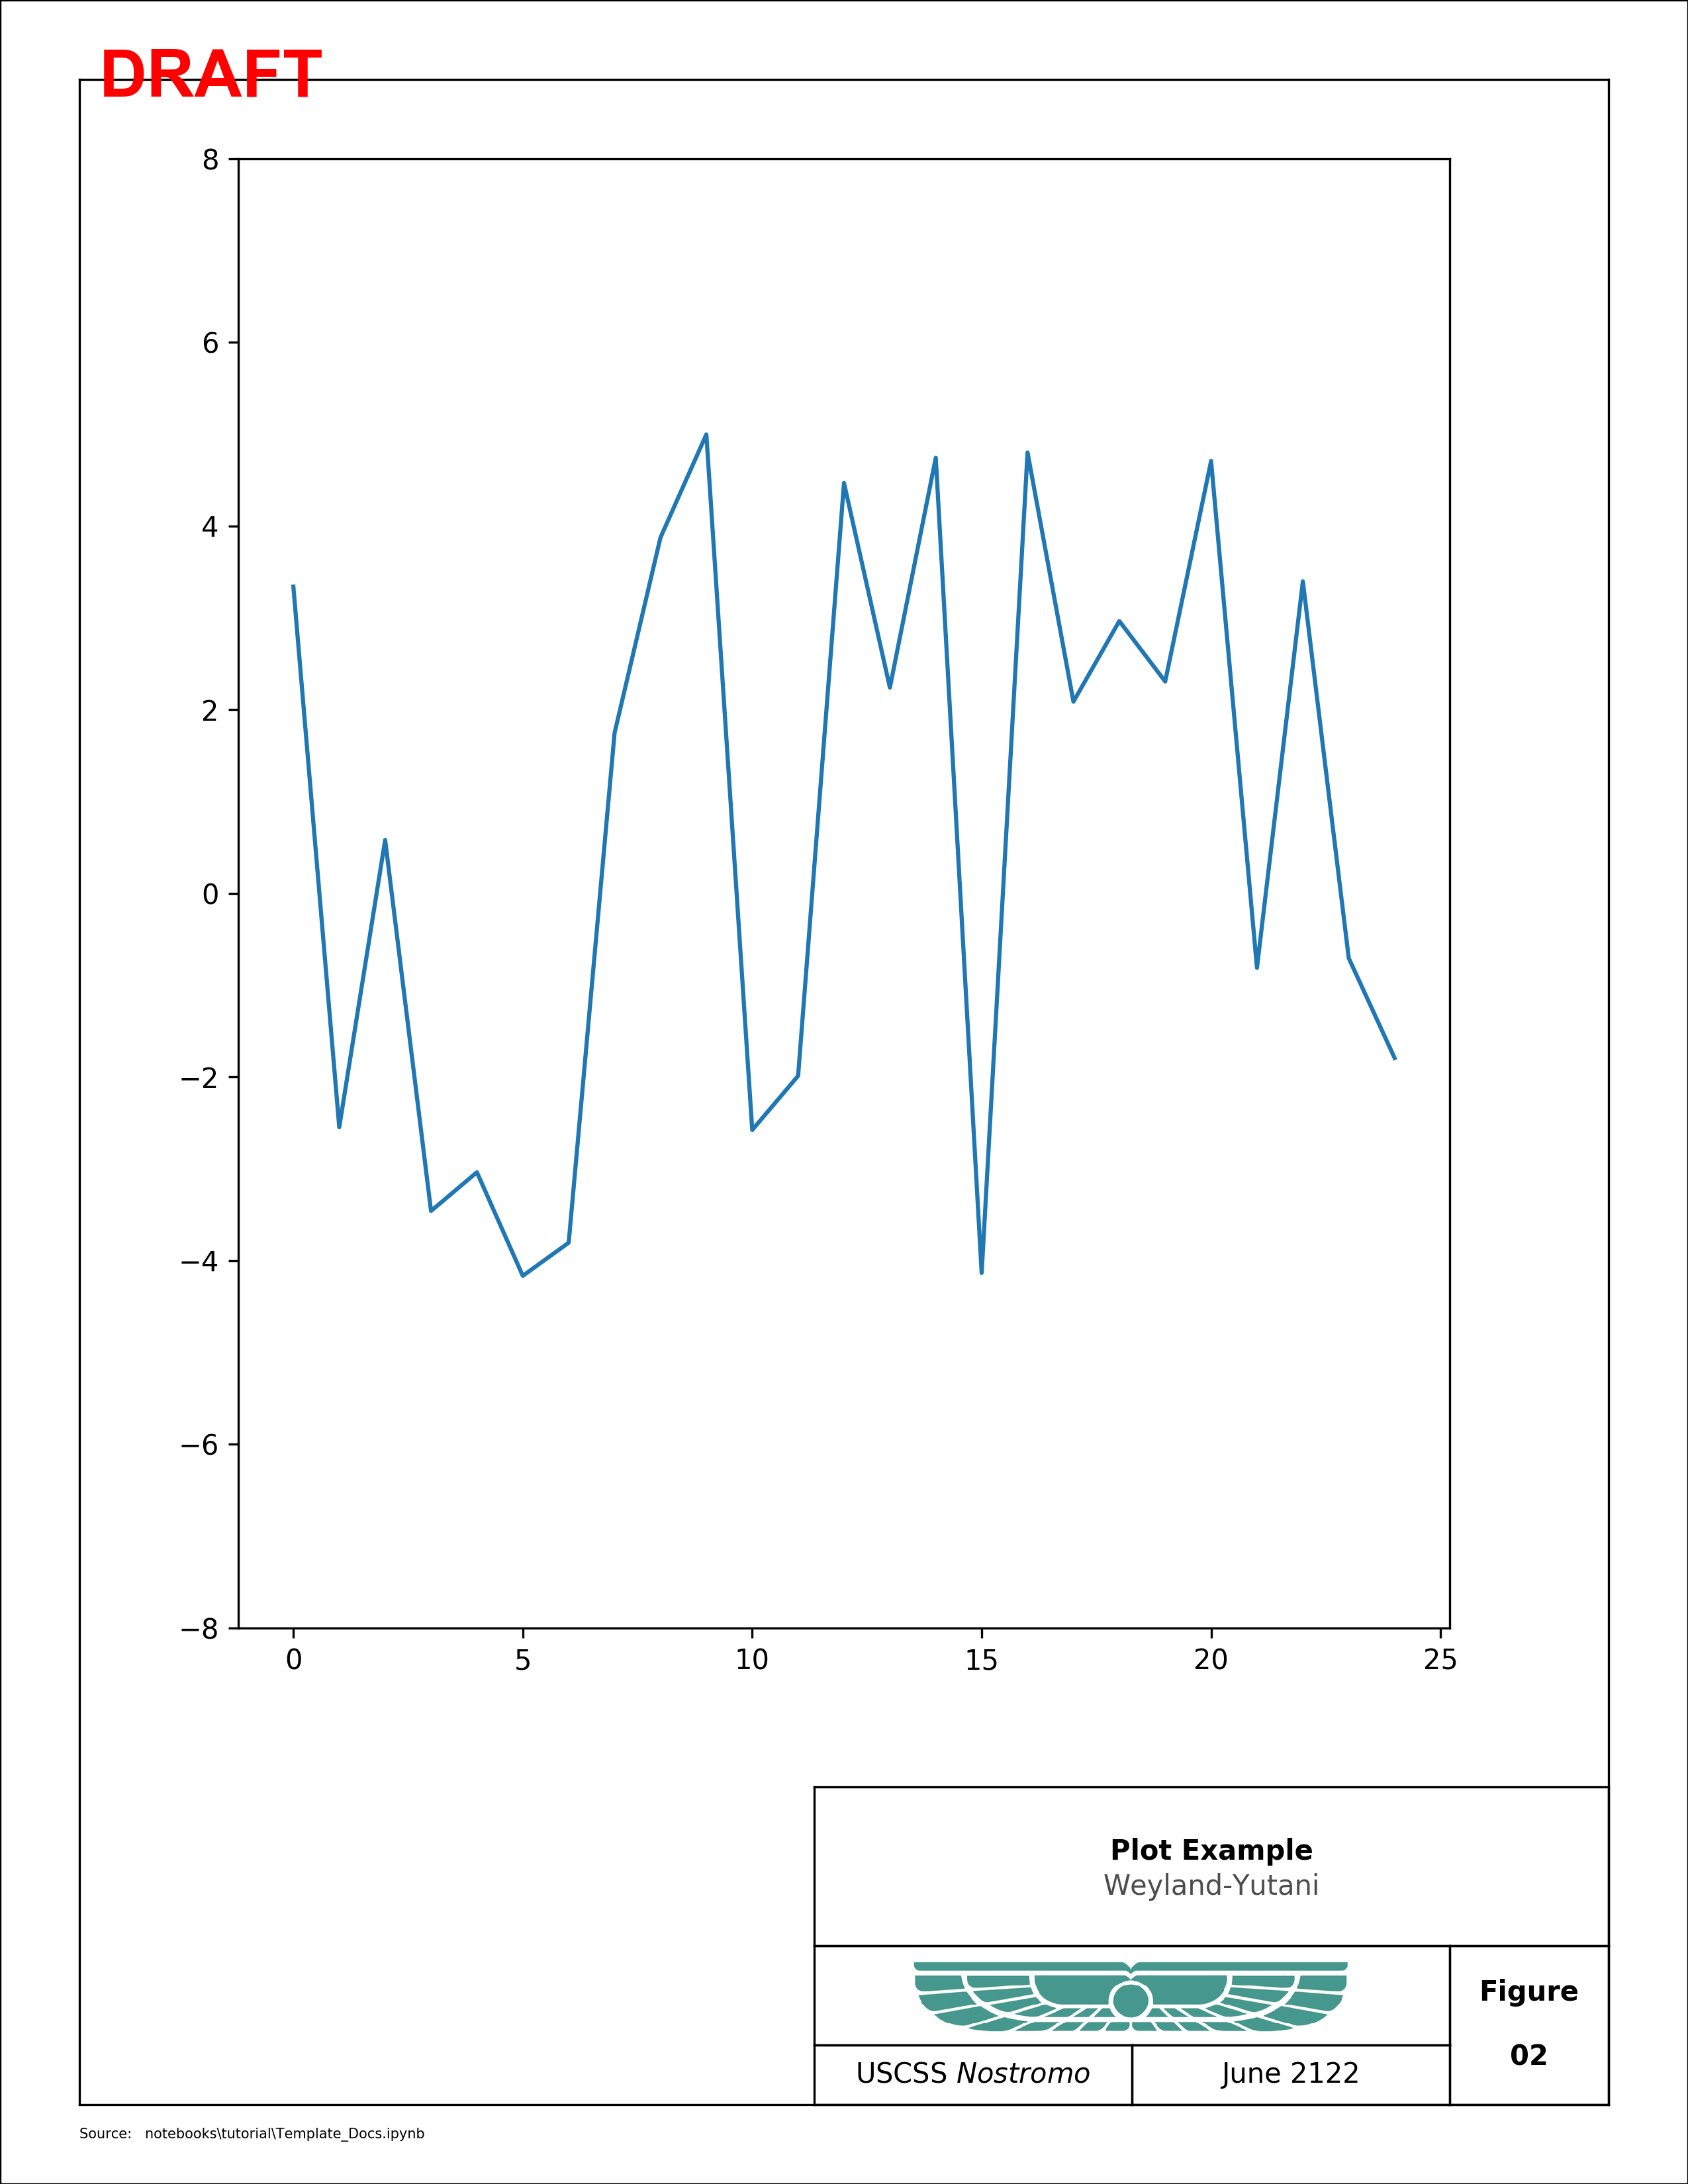 DRAFT
8
6
4
2
0
−2
−4
−6
−8
0 5 10 15 20 25
Plot Example
Weyland-Yutani
Figure
02
USCSS Nostromo
June 2122
Source: notebooks\tutorial\Template_Docs.ipynb